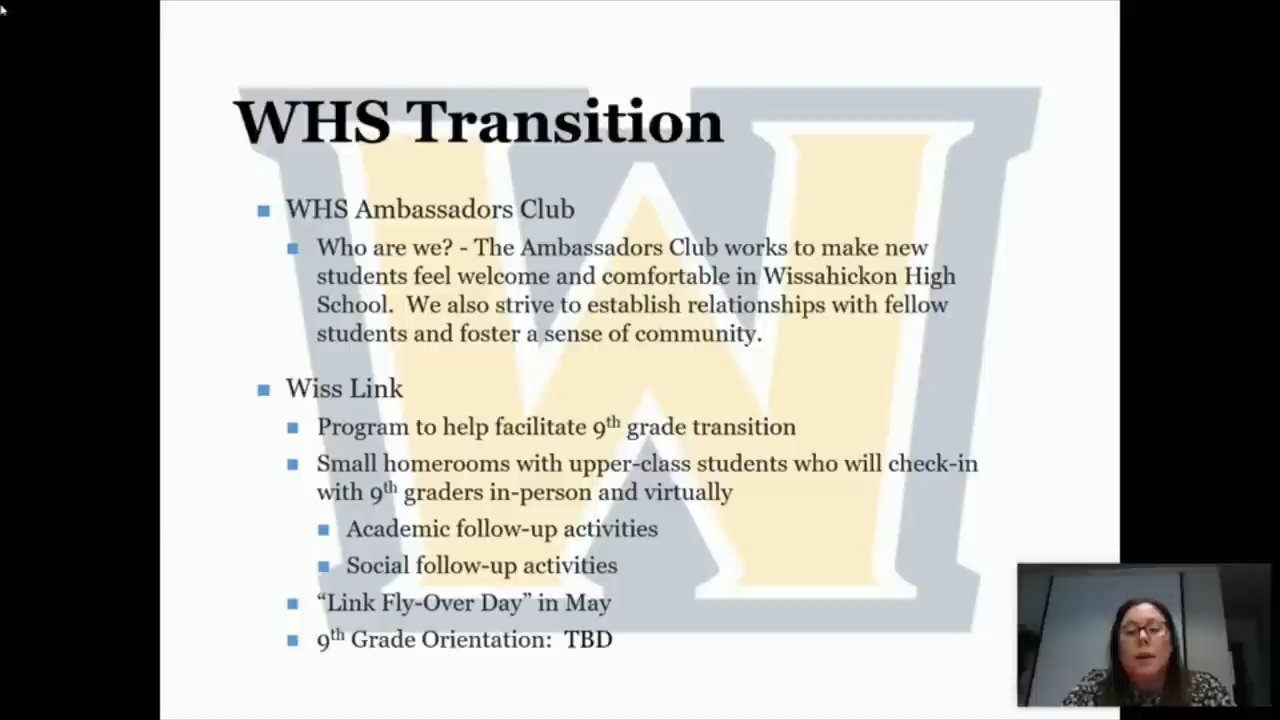 WHS Transition
WHS Ambassadors Club
Who are we? - The Ambassadors Club works to make new
students feel welcome and comfortable in Wissahickon High
School.  We also strive to establish relationships with fellow
students and foster a sense of community.
Wiss Link
Program to help facilitate 9th grade transition
Small homerooms with upper-class students who will check-in
with 9th graders in-person and virtually
Academic follow-up activities
Social follow-up activities
“Link Fly-Over Day” in May
9th Grade Orientation:  TBD